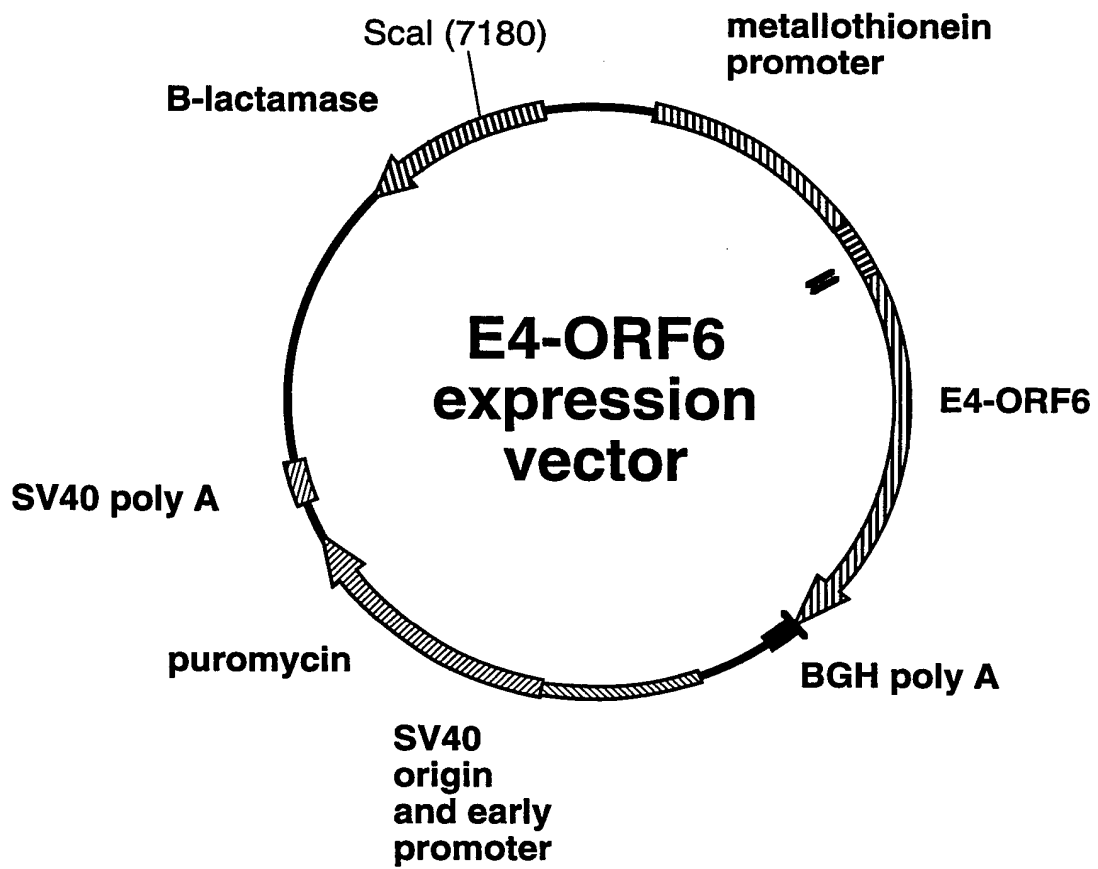 ScaI (7180)
metallothionein
promoter
B-lactamase
E4-ORF6
expression
vector
E4-ORF6
SV40 poly A
puromycin
BGH poly A
SV40
origin
and early
promoter